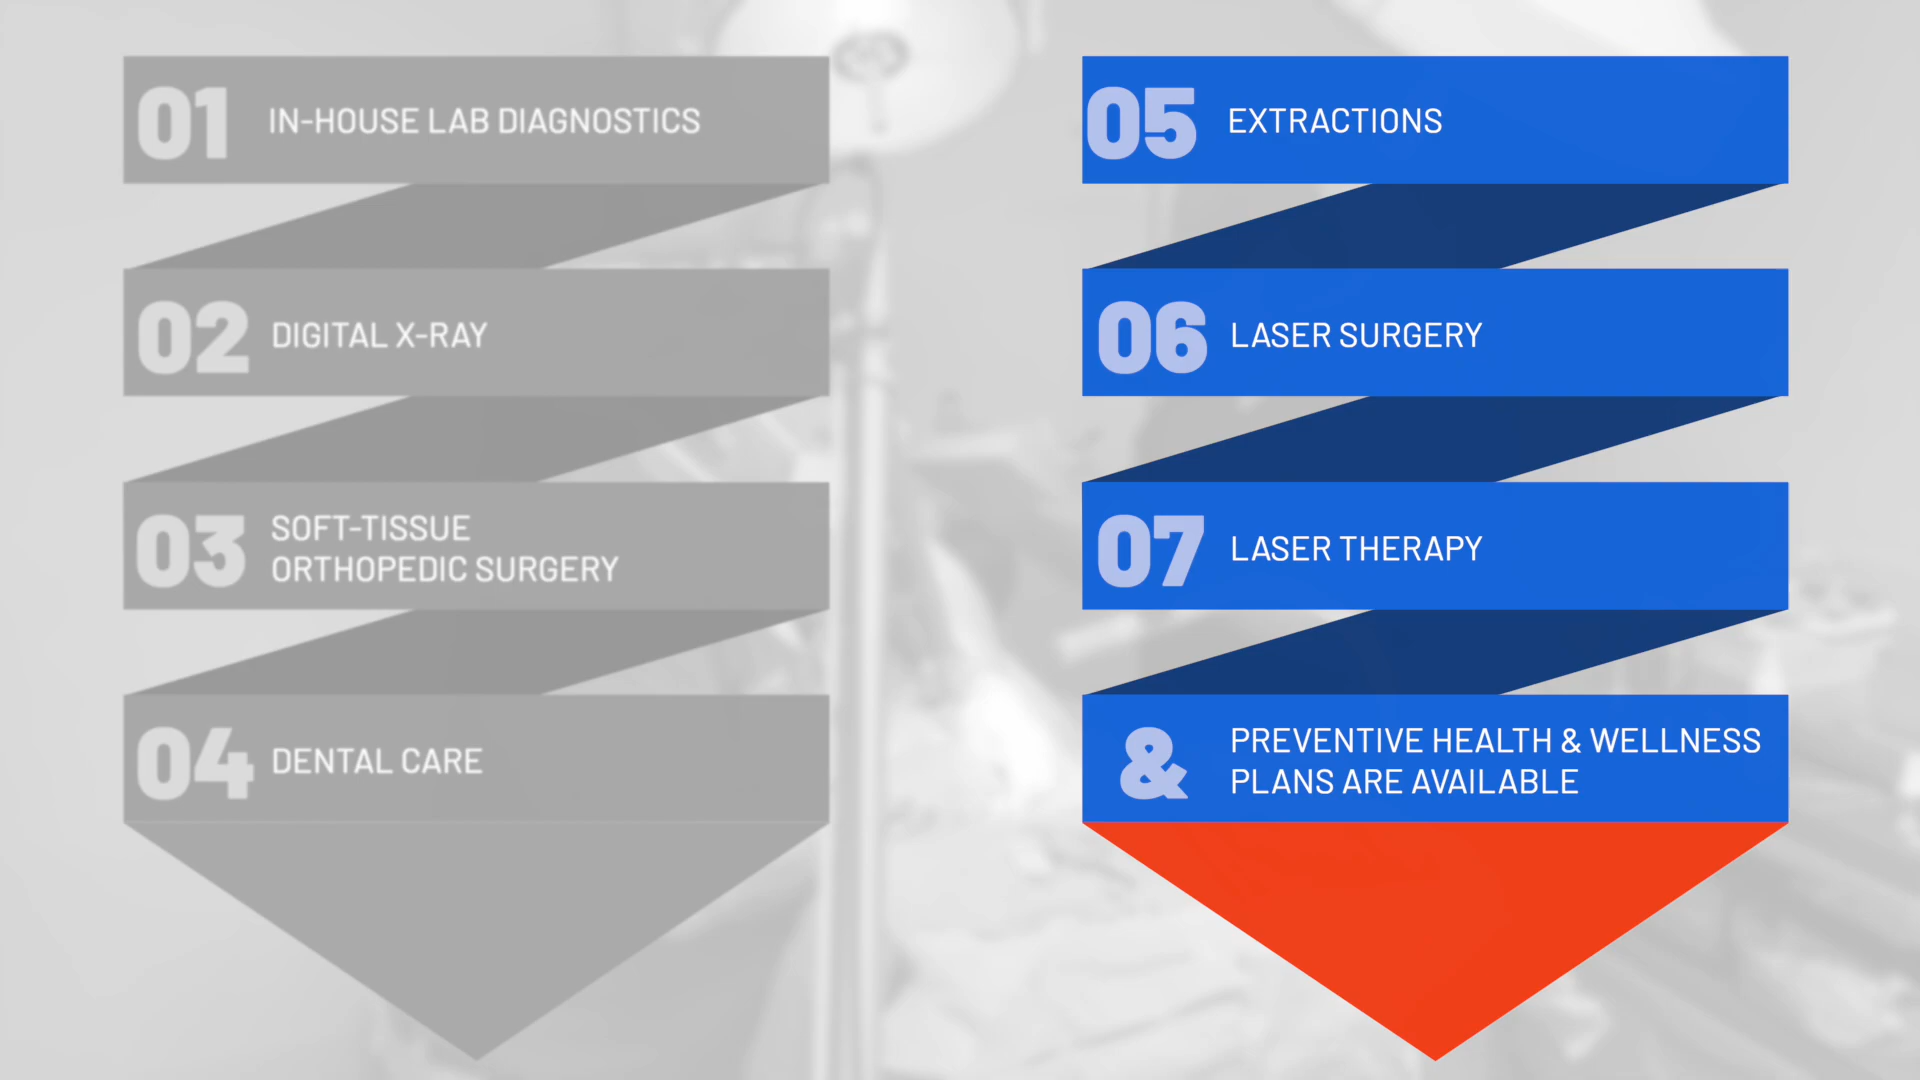 01 IN-HOUSE LAB DIAGNOSTICS
02 DIGITAL X-RAY
03 SOFT-TISSUE
ORTHOPEDIC SURGERY
04 DENTAL CARE
05 EXTRACTIONS
06 LASER SURGERY
07 LASER THERAPY
& PREVENTIVE HEALTH & WELLNESS
PLANS ARE AVAILABLE